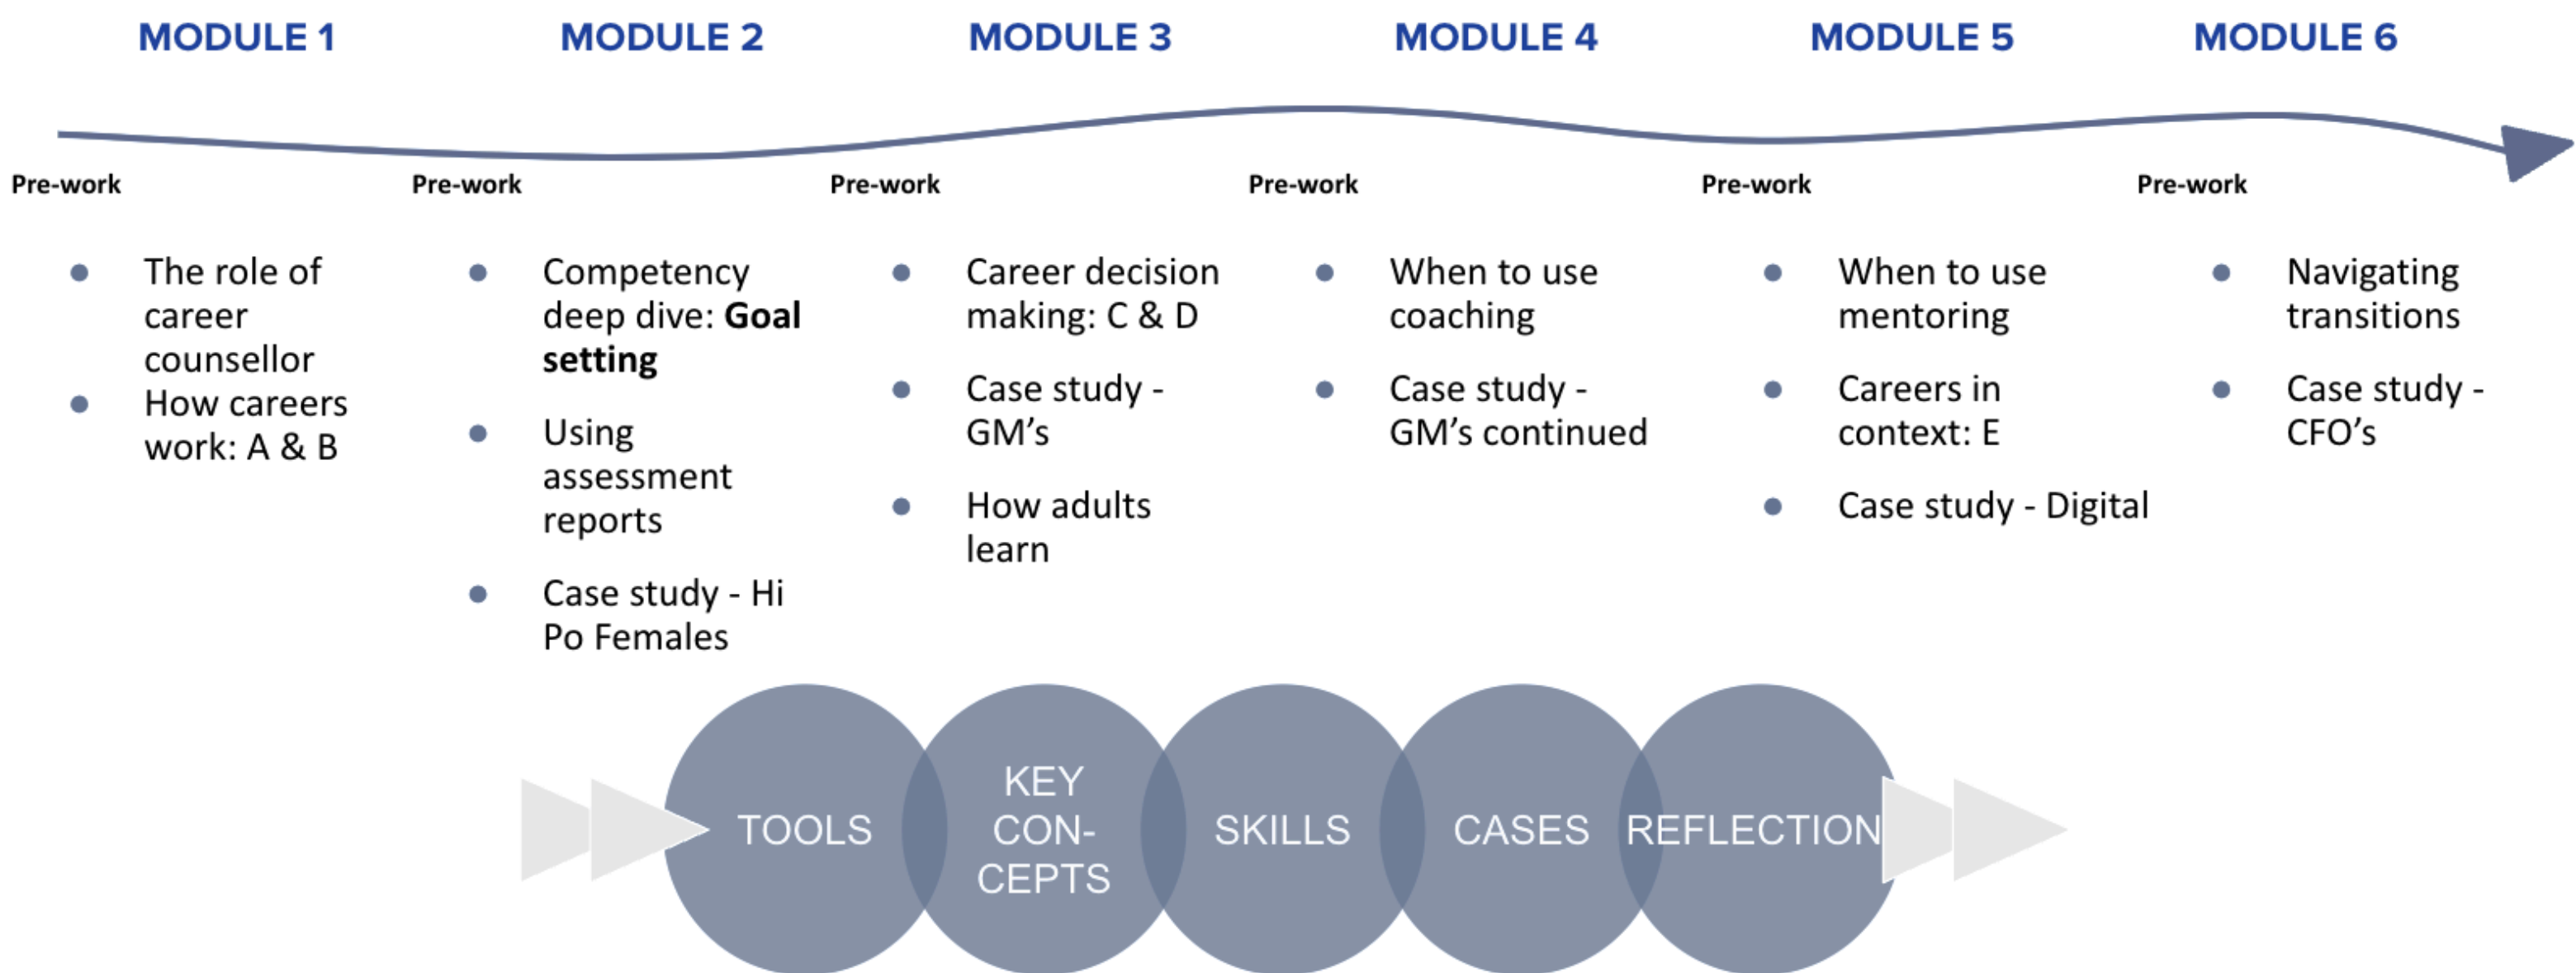 MODULE 1
MODULE 2
MODULE 3
MODULE 4
MODULE 5
MODULE 6
Pre-work
Pre-work
Pre-work
Pre-work
Pre-work
Pre-work
The role of
career
counsellor
How careers
work: A & B
Competency
deep dive: Goal
setting
Using
assessment
reports
Case study - Hi
Po Females
Career decision
making: C & D
Case study -
GM’s
How adults
learn
When to use
coaching
Case study -
GM’s continued
When to use
mentoring
Careers in
context: E
Case study - Digital
Navigating
transitions
Case study -
CFO’s
TOOLS
KEY
CON-
CEPTS
SKILLS
CASES
REFLECTION